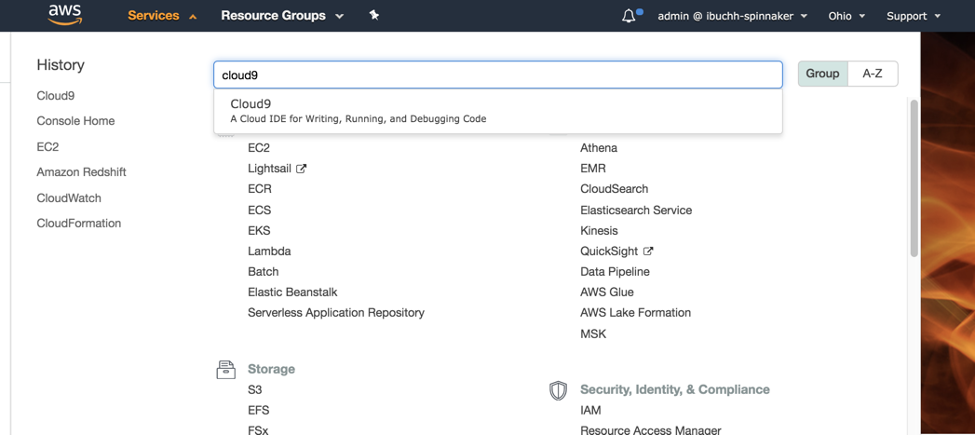 aws
Services
Resource Groups
admin @ ibuchh-spinnaker
Ohio
Support
History
Cloud9
Console Home
EC2
Amazon Redshift
CloudWatch
CloudFormation
cloud9
Group
A-Z
Cloud9
A Cloud IDE for Writing, Running, and Debugging Code
EC2
Lightsail
ECR
ECS
EKS
Lambda
Batch
Elastic Beanstalk
Serverless Application Repository
Storage
S3
EFS
FSx
Athena
EMR
CloudSearch
Elasticsearch Service
Kinesis
QuickSight
Data Pipeline
AWS Glue
AWS Lake Formation
MSK
Security, Identity, & Compliance
IAM
Resource Access Manager